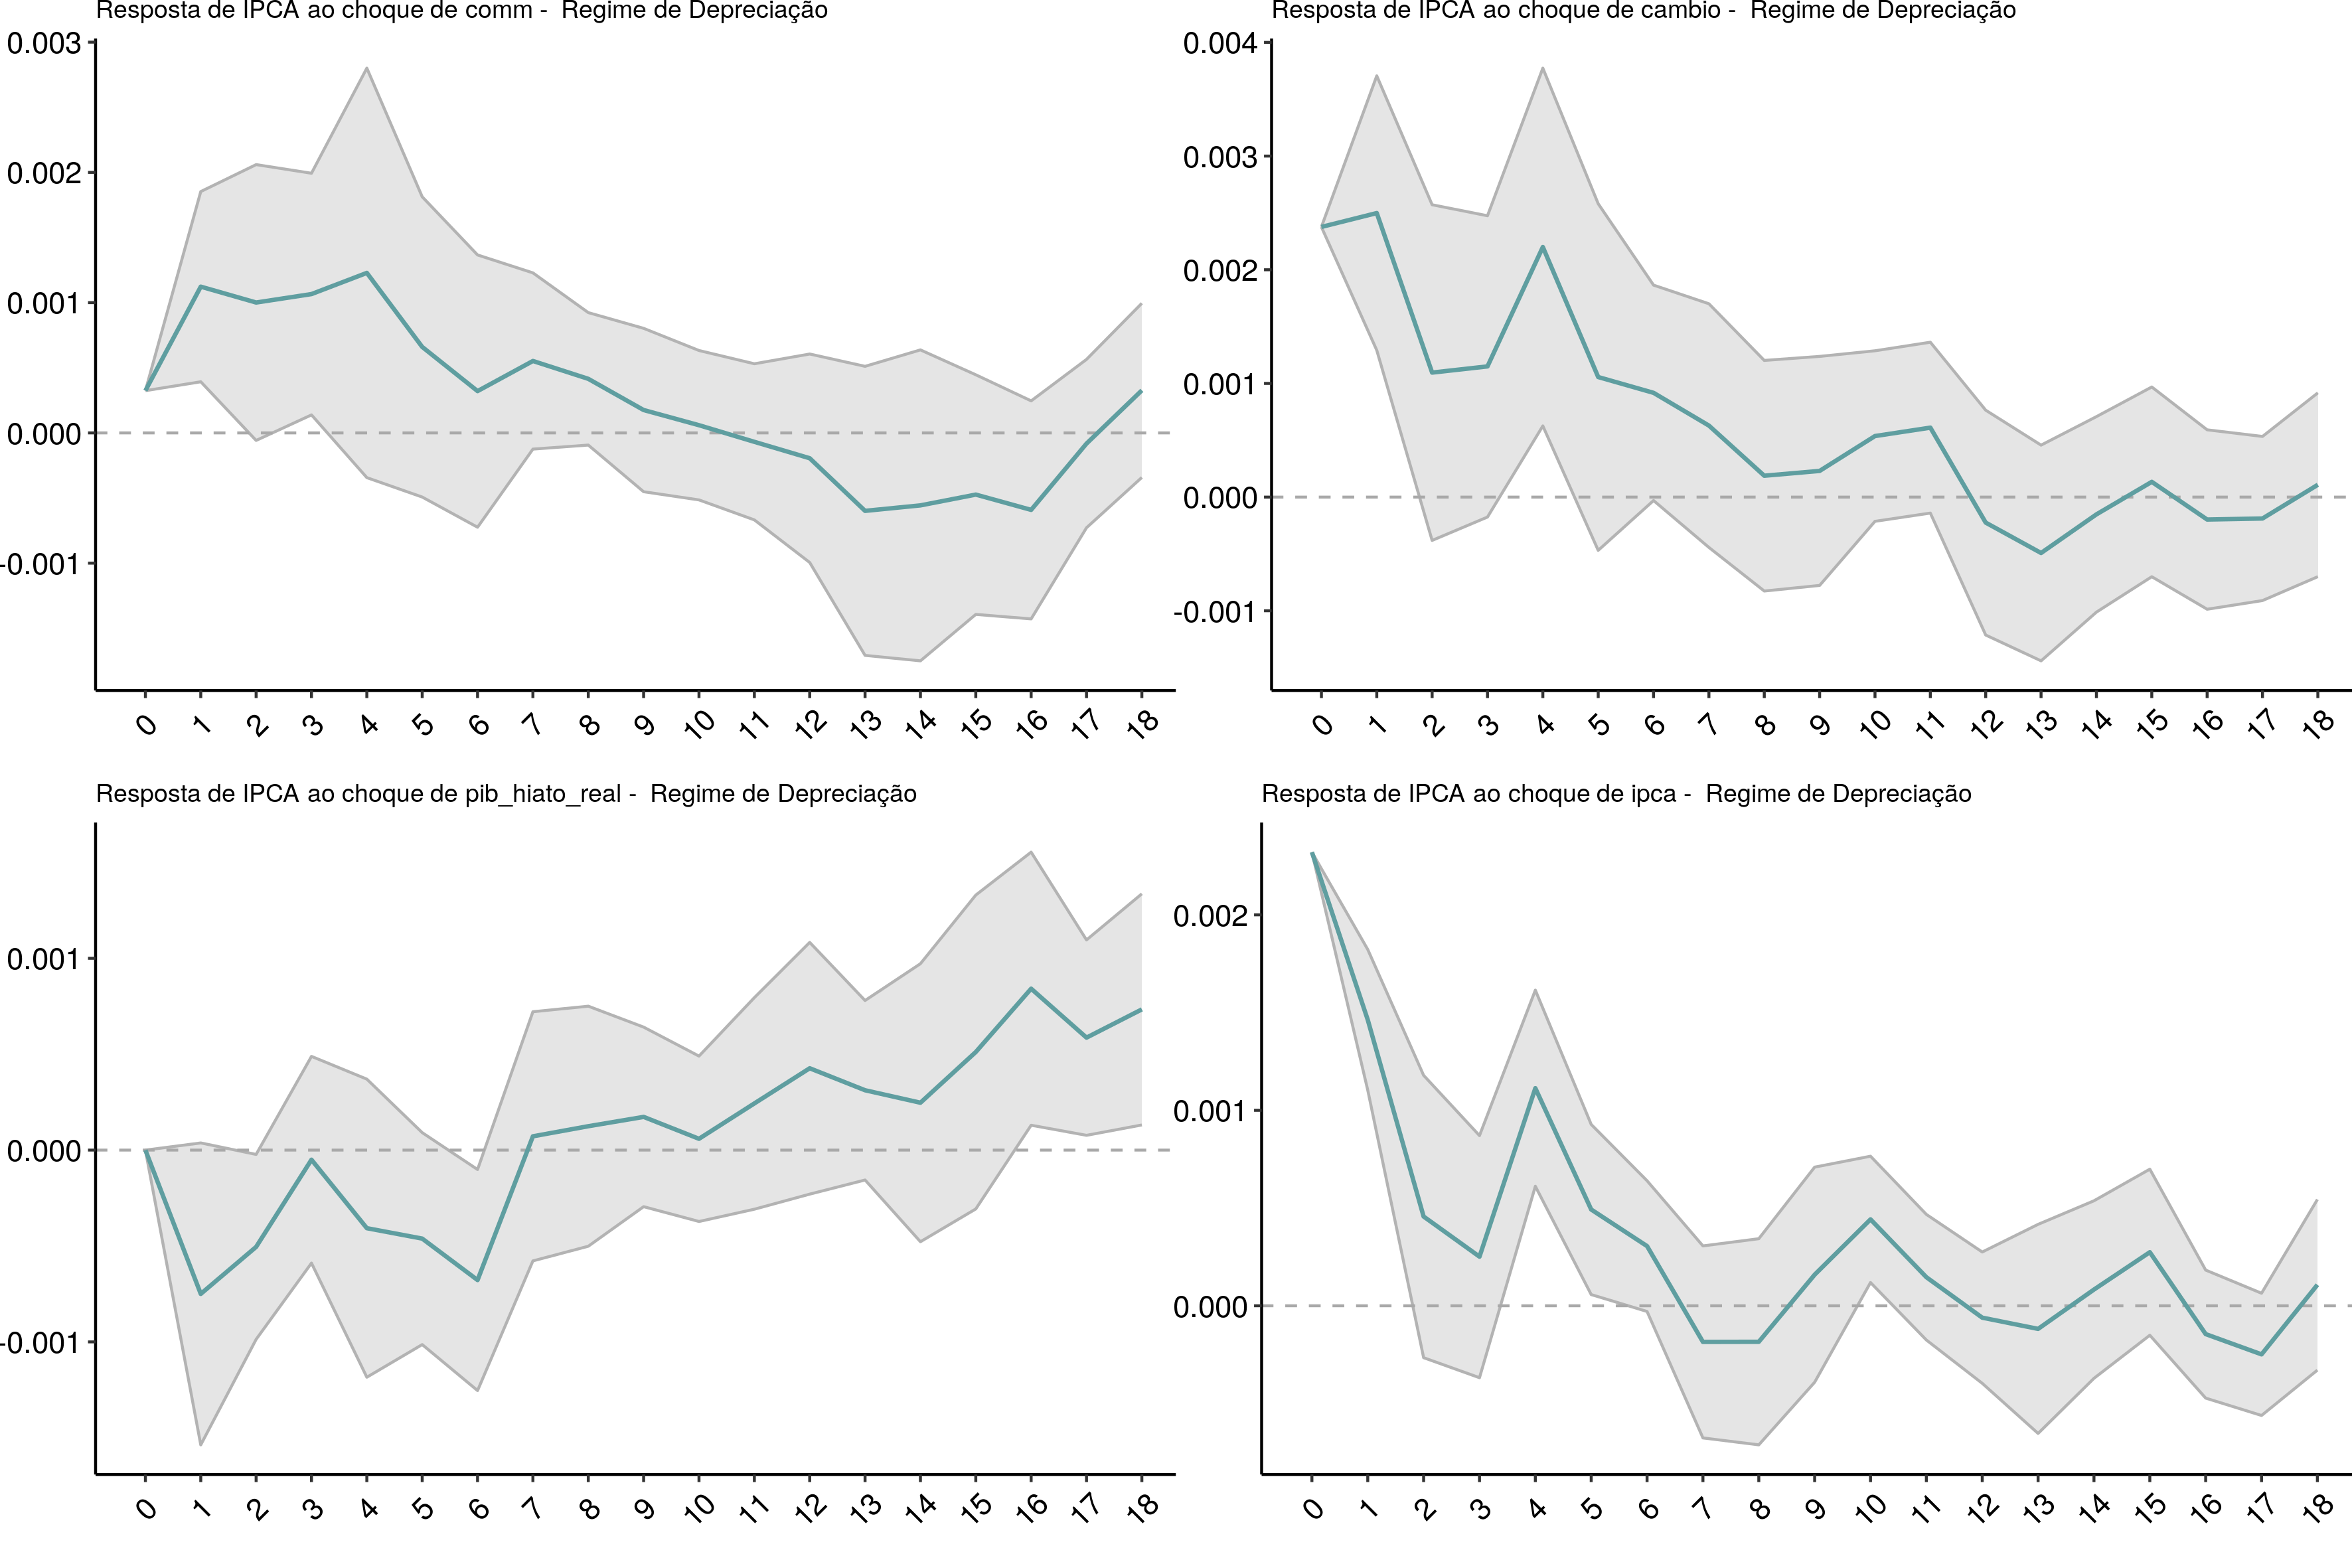 Resposta de IPCA ao choque de comm -  Regime de Depreciação
0.003
0.002
0.001
0.000
-0.001
0 1 2 3 4 5 6 7 8 9 10 11 12 13 14 15 16 17 18
Resposta de IPCA ao choque de cambio -  Regime de Depreciação
0.004
0.003
0.002
0.001
0.000
-0.001
0 1 2 3 4 5 6 7 8 9 10 11 12 13 14 15 16 17 18
Resposta de IPCA ao choque de pib_hiato_real -  Regime de Depreciação
0.001
0.000
-0.001
0 1 2 3 4 5 6 7 8 9 10 11 12 13 14 15 16 17 18
Resposta de IPCA ao choque de ipca -  Regime de Depreciação
0.002
0.001
0.000
0 1 2 3 4 5 6 7 8 9 10 11 12 13 14 15 16 17 18